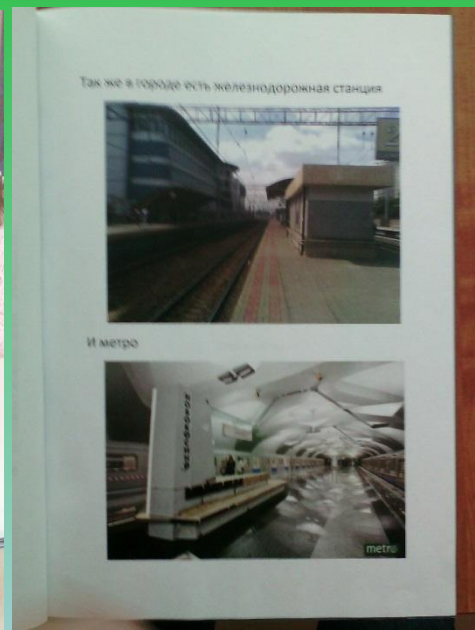 Так же в городе есть железнодорожная станция
И метро
metro